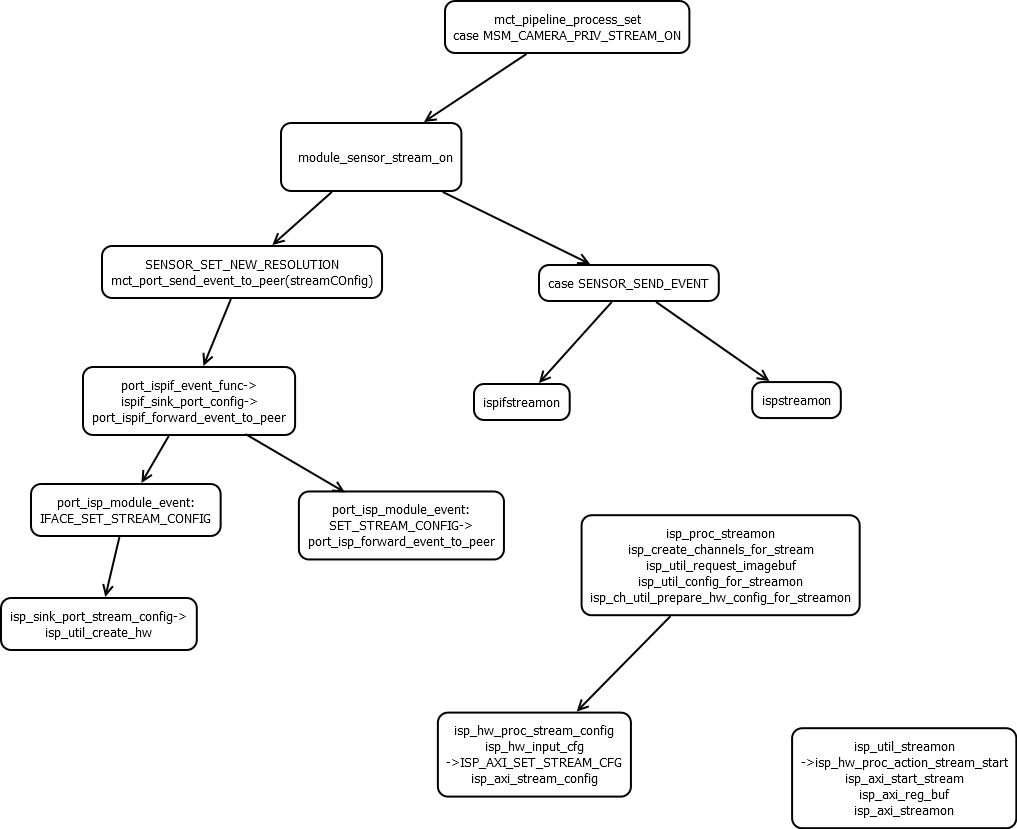 mct_pipeline_process_set
case MSM_CAMERA_PRIV_STREAM_ON
module_sensor_stream_on
SENSOR_SET_NEW_RESOLUTION
mct_port_send_event_to_peer(streamCOnfig)
case SENSOR_SEND_EVENT
port_ispif_event_func->
ispif_sink_port_config->
port_ispif_forward_event_to_peer
ispifstreamon
ispstreamon
port_isp_module_event:
IFACE_SET_STREAM_CONFIG
port_isp_module_event:
SET_STREAM_CONFIG->
port_isp_forward_event_to_peer
isp_proc_streamon
isp_create_channels_for_stream
isp_util_request_imagebuf
isp_util_config_for_streamon
isp_ch_util_prepare_hw_config_for_streamon
isp_sink_port_stream_config->
isp_util_create_hw
isp_hw_proc_stream_config
isp_hw_input_cfg
->ISP_AXI_SET_STREAM_CFG
isp_axi_stream_config
isp_util_streamon
->isp_hw_proc_action_stream_start
isp_axi_start_stream
isp_axi_reg_buf
isp_axi_streamon